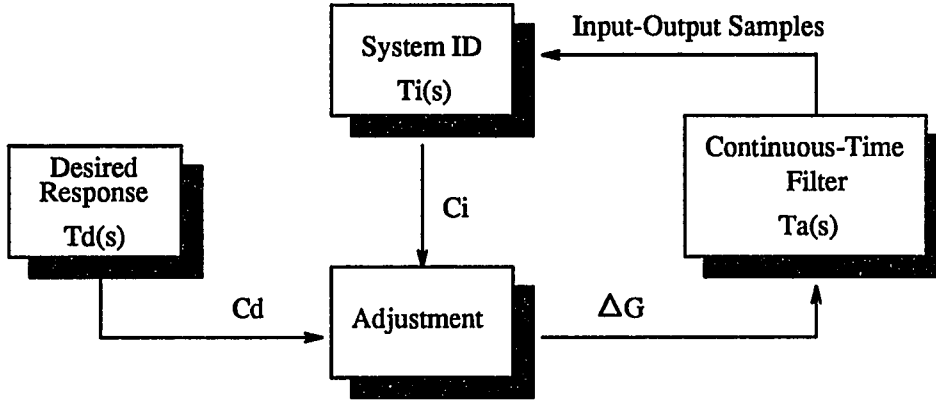 Input-Output Samples
System ID
Ti(s)
Continuous-Time
Filter
Ta(s)
Desired
Response
Td(s)
Ci
Cd
Adjustment
ΔG